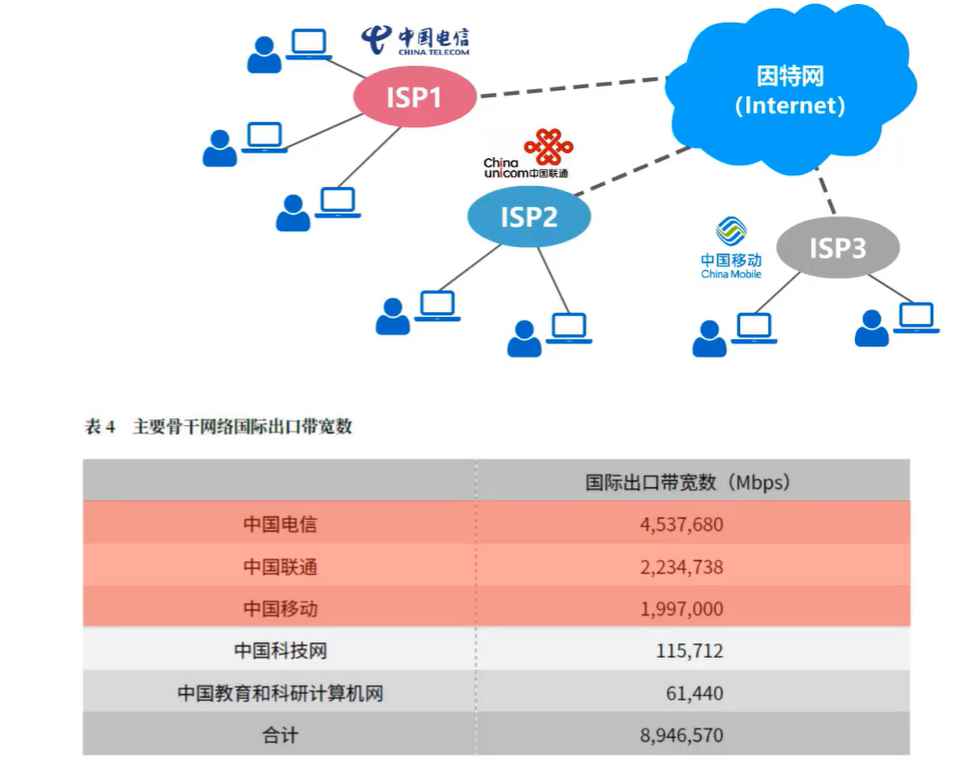 中国电信
CHINA TELECOM
ISP1
因特网
(Internet)
China
unicom中国联通
ISP2
ISP3
中国移动
China Mobile
表 4 主要骨干网络国际出口带宽数
国际出口带宽数（Mbps）
中国电信 4,537,680
中国联通 2,234,738
中国移动 1,997,000
中国科技网 115,712
中国教育和科研计算机网 61,440
合计 8,946,570